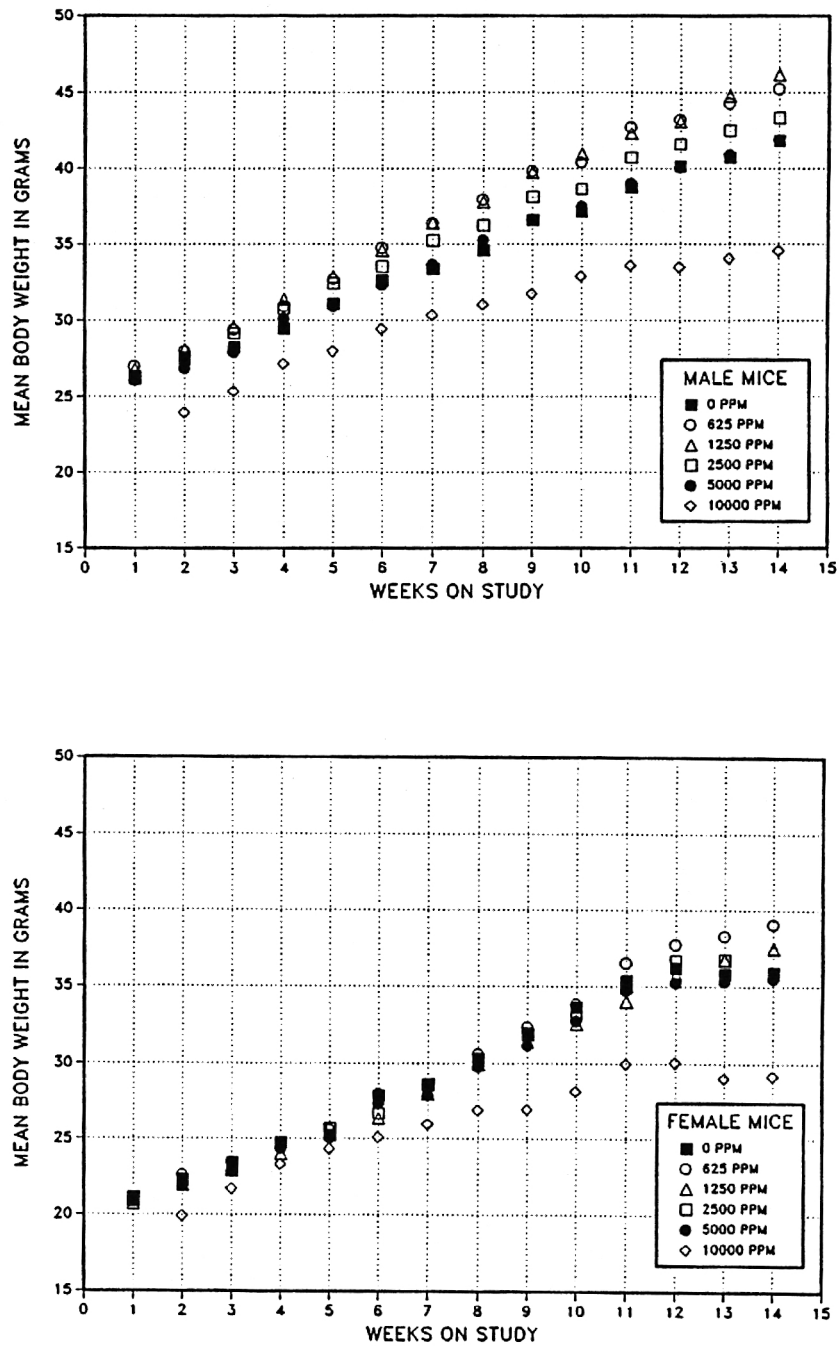 50
45
40
35
30
25
20
15
MEAN BODY WEIGHT IN GRAMS
MALE MICE
0 PPM
625 PPM
1250 PPM
2500 PPM
5000 PPM
10000 PPM
0 1 2 3 4 5 6 7 8 9 10 11 12 13 14 15
WEEKS ON STUDY
50
45
40
35
30
25
20
15
MEAN BODY WEIGHT IN GRAMS
FEMALE MICE
0 PPM
625 PPM
1250 PPM
2500 PPM
5000 PPM
10000 PPM
0 1 2 3 4 5 6 7 8 9 10 11 12 13 14 15
WEEKS ON STUDY